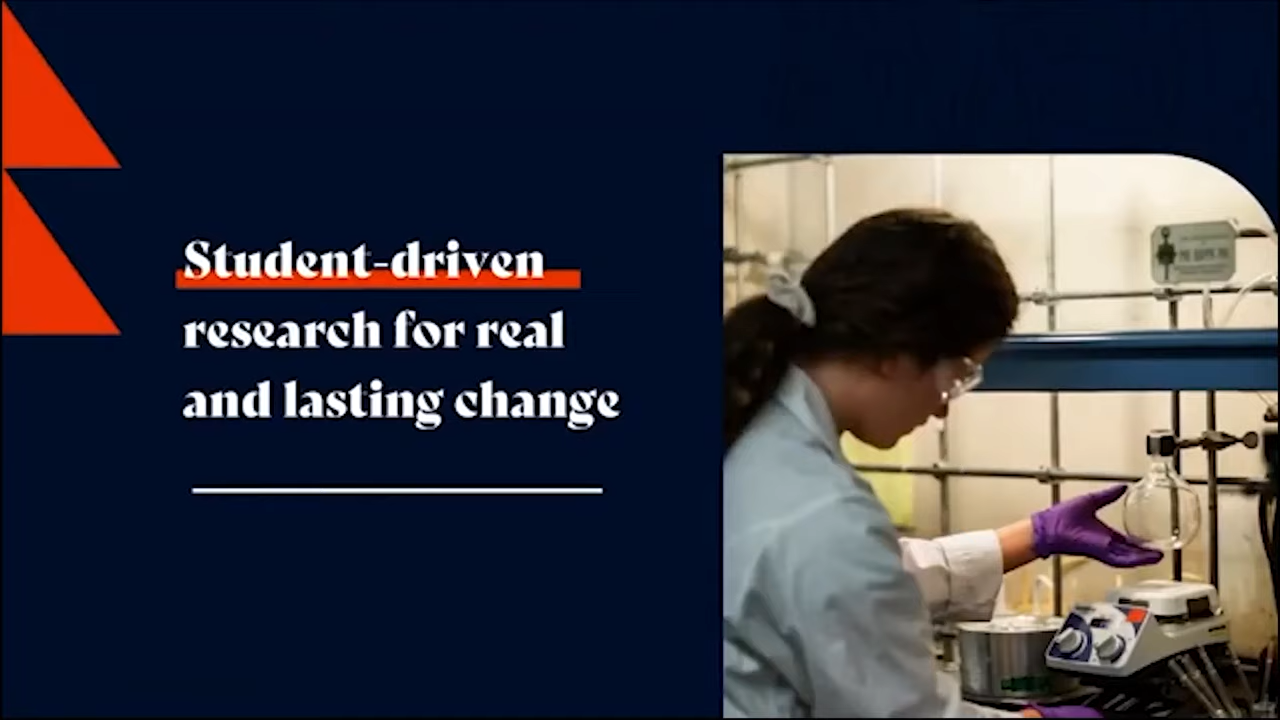 Student-driven
research for real
and lasting change